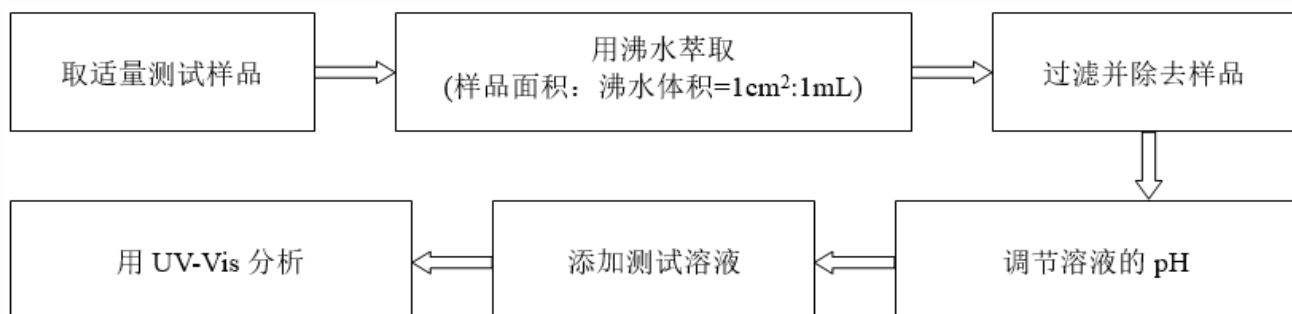 取适量测试样品
用沸水萃取
(样品面积：沸水体积=1cm²:1mL)
过滤并除去样品
调节溶液的 pH
添加测试溶液
用 UV-Vis 分析